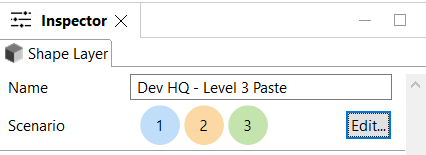 Inspector
Shape Layer
Name Dev HQ - Level 3 Paste
Scenario 1 2 3 Edit...